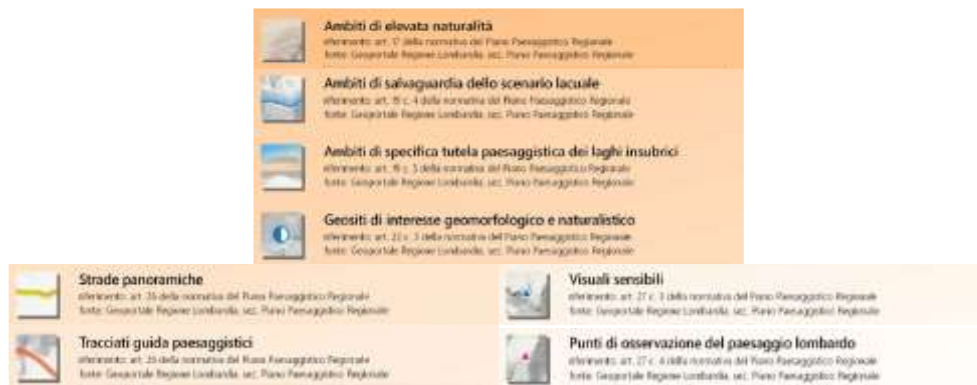 Ambiti di elevata naturalità
riferimento: art. 17 della normativa del Piano Paesaggistico Regionale
fonte: Geoportale Regione Lombardia, sez. Piano Paesaggistico Regionale
Ambiti di salvaguardia dello scenario lacuale
riferimento: art. 19 c. 4 della normativa del Piano Paesaggistico Regionale
fonte: Geoportale Regione Lombardia, sez. Piano Paesaggistico Regionale
Ambiti di specifica tutela paesaggistica dei laghi insubrici
riferimento: art. 19 c. 5 della normativa del Piano Paesaggistico Regionale
fonte: Geoportale Regione Lombardia, sez. Piano Paesaggistico Regionale
Geositi di interesse geomorfologico e naturalistico
riferimento: art. 22 c. 3 della normativa del Piano Paesaggistico Regionale
fonte: Geoportale Regione Lombardia, sez. Piano Paesaggistico Regionale
Strade panoramiche
riferimento: art. 26 della normativa del Piano Paesaggistico Regionale
fonte: Geoportale Regione Lombardia, sez. Piano Paesaggistico Regionale
Tracciati guida paesaggistici
riferimento: art. 26 della normativa del Piano Paesaggistico Regionale
fonte: Geoportale Regione Lombardia, sez. Piano Paesaggistico Regionale
Visuali sensibili
riferimento: art. 27 c. 3 della normativa del Piano Paesaggistico Regionale
fonte: Geoportale Regione Lombardia, sez. Piano Paesaggistico Regionale
Punti di osservazione del paesaggio lombardo
riferimento: art. 27 c. 4 della normativa del Piano Paesaggistico Regionale
fonte: Geoportale Regione Lombardia, sez. Piano Paesaggistico Regionale